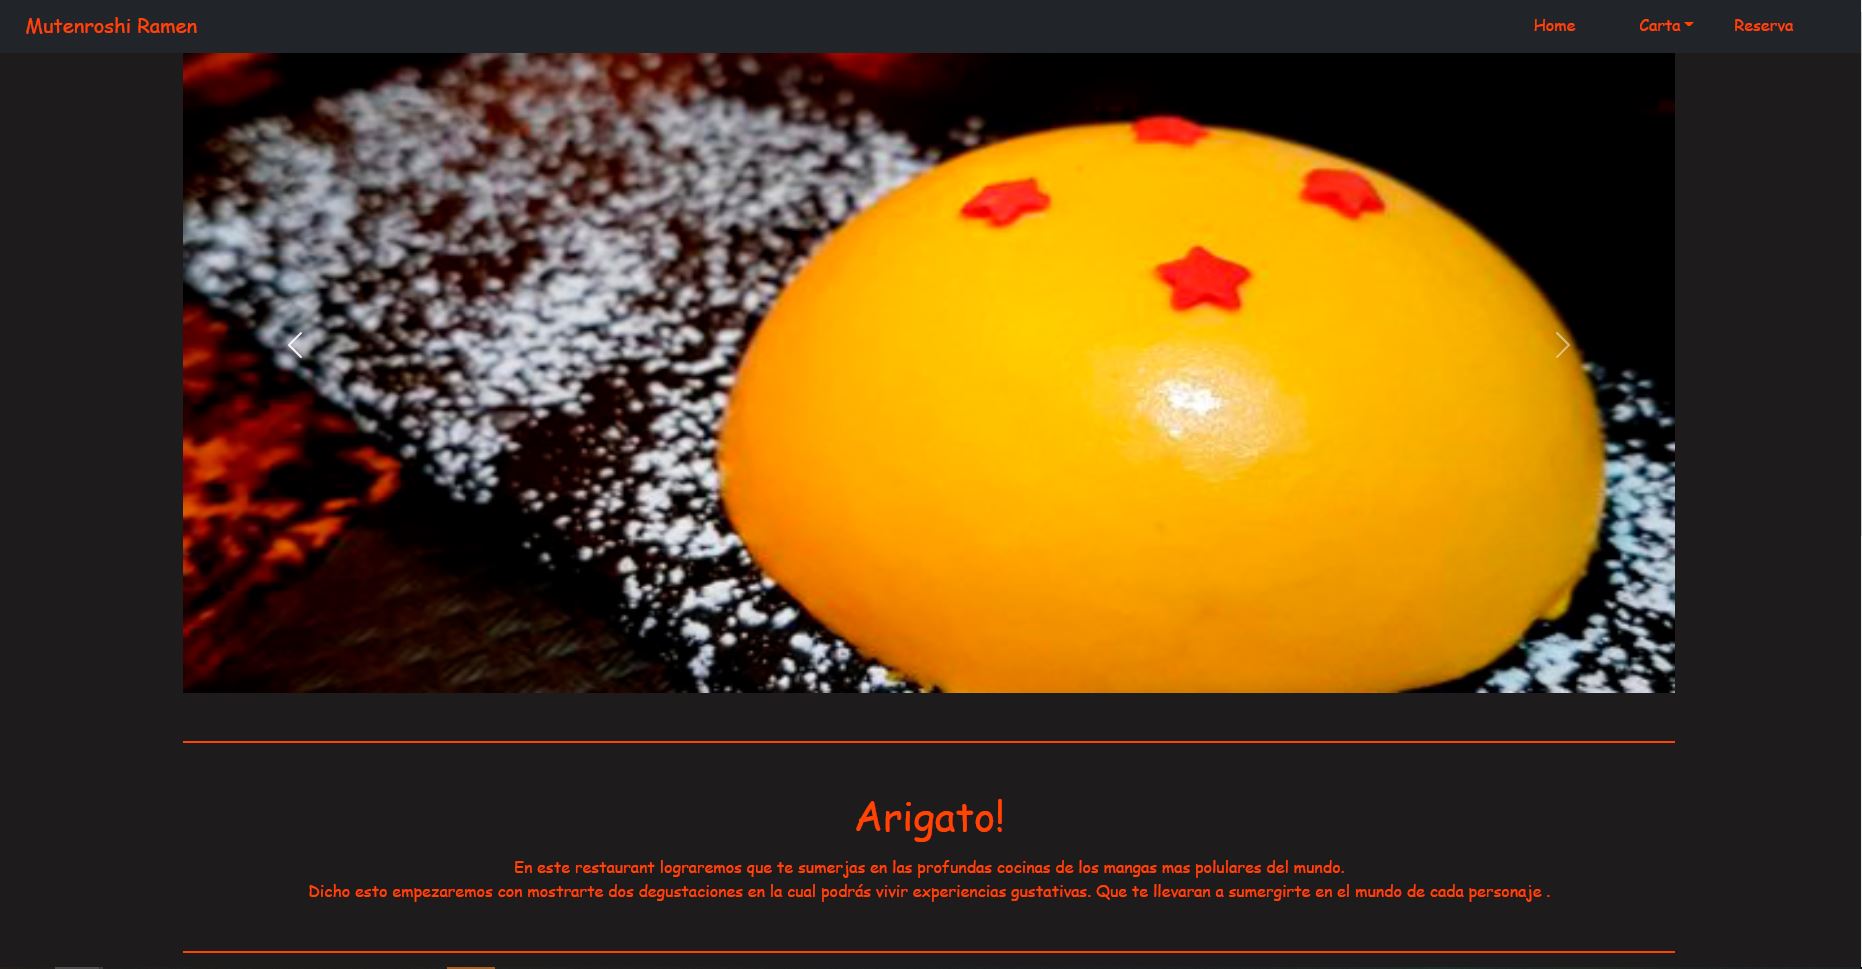 Mutenroshi Ramen
Home
Carta
Reserva
Arigato!
En este restaurant lograremos que te sumerjas en las profundas cocinas de los mangas mas polulares del mundo.
Dicho esto empezaremos con mostrarte dos degustaciones en la cual podrás vivir experiencias gustativas. Que te llevaran a sumergirte en el mundo de cada personaje .